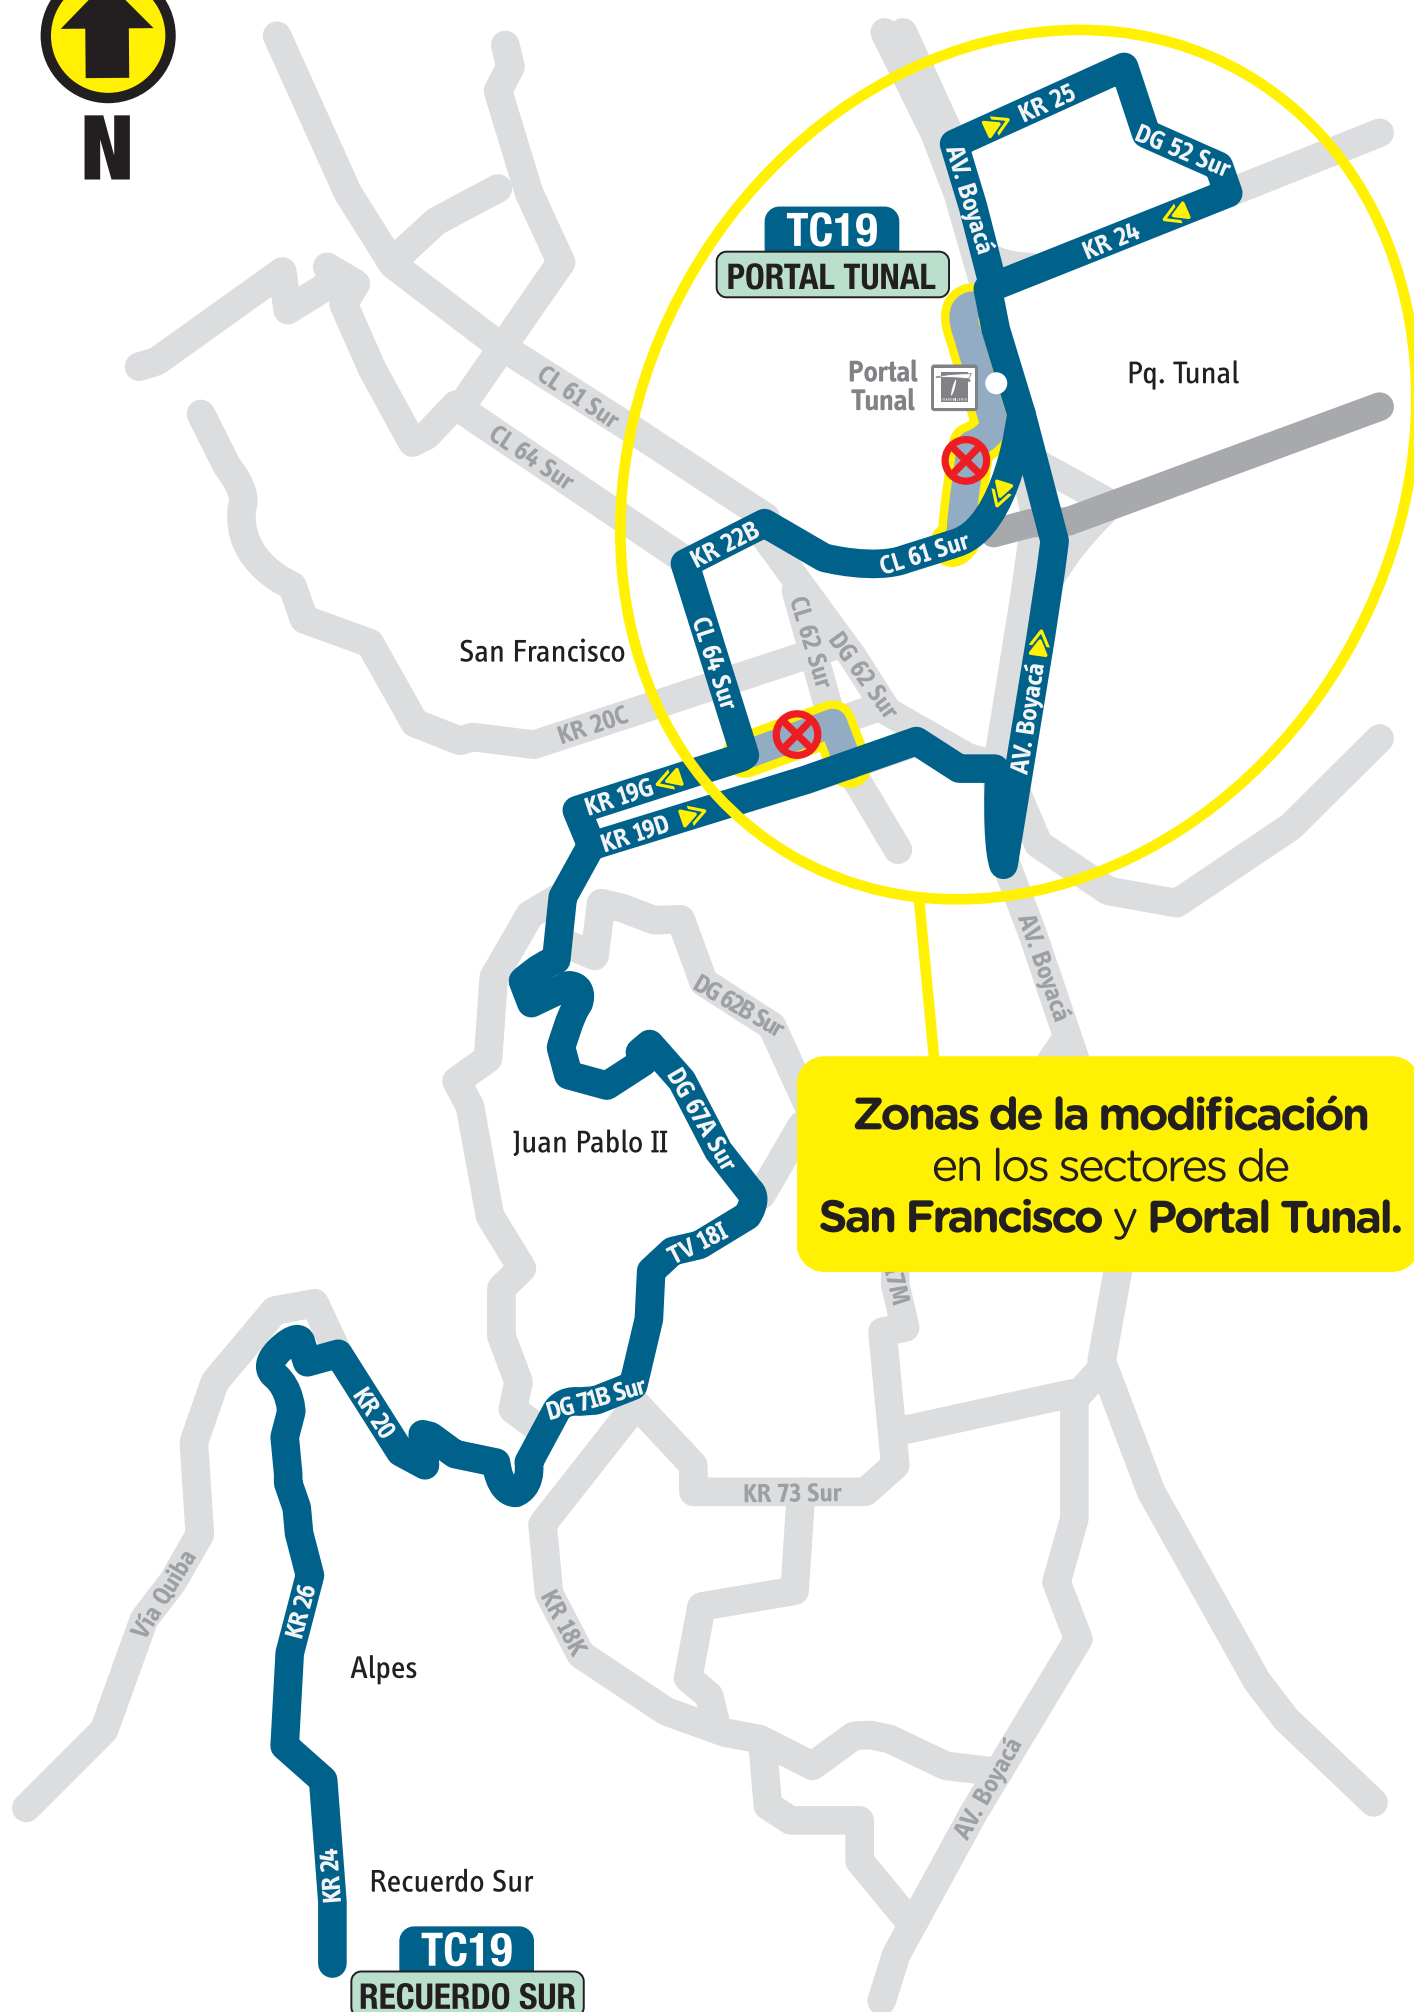 N
KR 25
DG 52 Sur
AV. Boyacá
KR 24
TC19
PORTAL TUNAL
Portal
Tunal
Pq. Tunal
CL 61 Sur
CL 64 Sur
KR 22B
CL 61 Sur
CL 62 Sur
DG 62 Sur
CL 64 Sur
San Francisco
KR 20C
AV. Boyacá
KR 19G
KR 19D
AV. Boyacá
DG 62B Sur
DG 67A Sur
Juan Pablo II
Zonas de la modificación
en los sectores de
San Francisco y Portal Tunal.
TV 18I
17M
DG 71B Sur
KR 20
KR 73 Sur
Vía Quiba
KR 26
KR 18K
Alpes
AV. Boyacá
KR 24
Recuerdo Sur
TC19
RECUERDO SUR